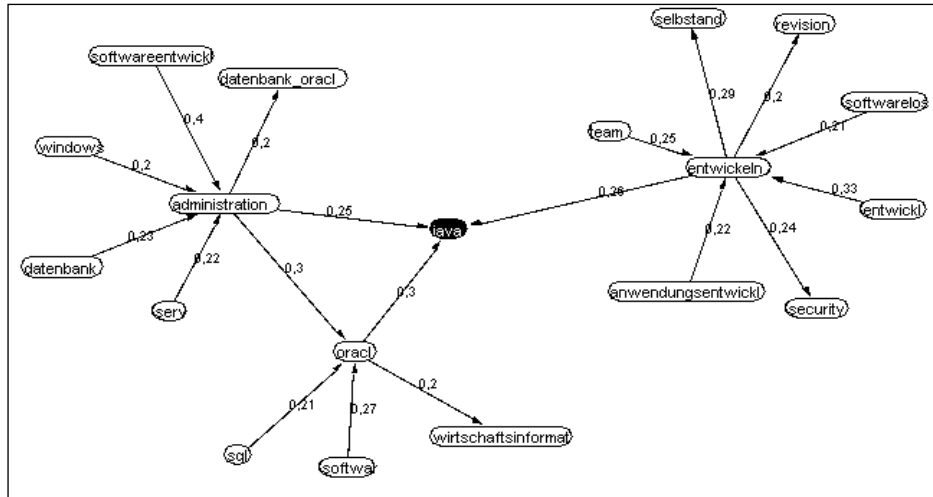 selbstand
revision
softwareentwickl
datenbank_oracl
softwarelos
0,4
0,29
0,2
0,21
team
0,25
windows
0,2
0,2
entwickeln
administration
0,26
0,33
entwickl
0,25
java
0,23
0,22
0,22
0,24
datenbank
0,3
0,3
anwendungsentwickl
serv
security
oracl
0,21
0,27
0,2
wirtschaftsinformat
sql
softwar